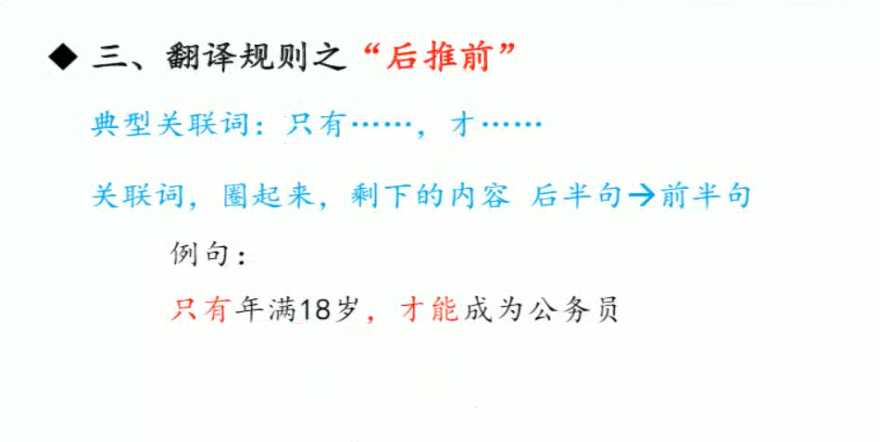 ◆ 三、翻译规则之“后推前”
典型关联词：只有……，才……
关联词，圈起来，剩下的内容 后半句→前半句
例句：
只有年满18岁，才能成为公务员